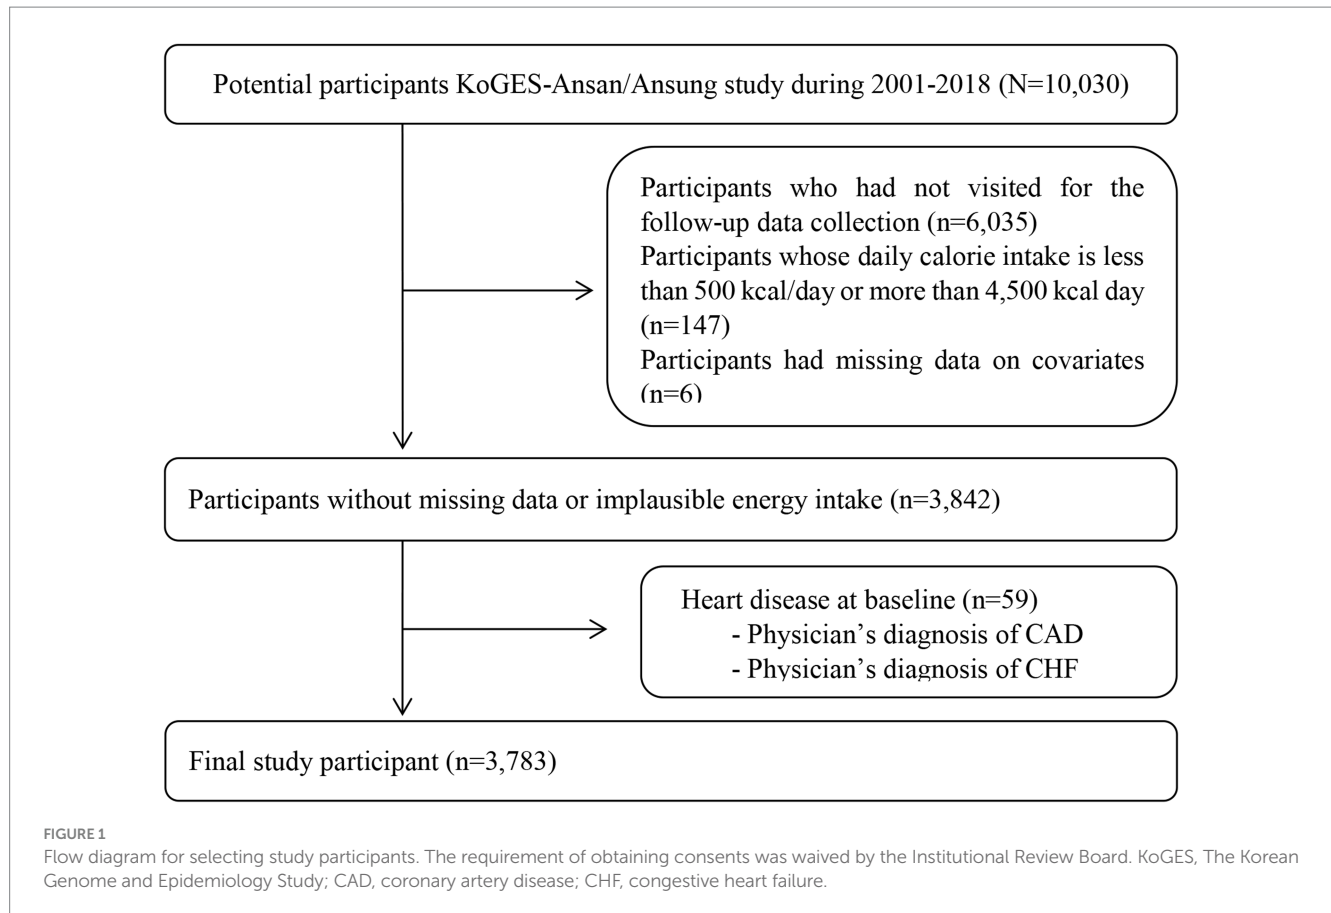 Potential participants KoGES-Ansan/Ansung study during 2001-2018 (N=10,030)
Participants who had not visited for the
follow-up data collection (n=6,035)
Participants whose daily calorie intake is less
than 500 kcal/day or more than 4,500 kcal day
(n=147)
Participants had missing data on covariates
(n=6)
Participants without missing data or implausible energy intake (n=3,842)
Heart disease at baseline (n=59)
- Physician’s diagnosis of CAD
- Physician’s diagnosis of CHF
Final study participant (n=3,783)
FIGURE 1
Flow diagram for selecting study participants. The requirement of obtaining consents was waived by the Institutional Review Board. KoGES, The Korean
Genome and Epidemiology Study; CAD, coronary artery disease; CHF, congestive heart failure.